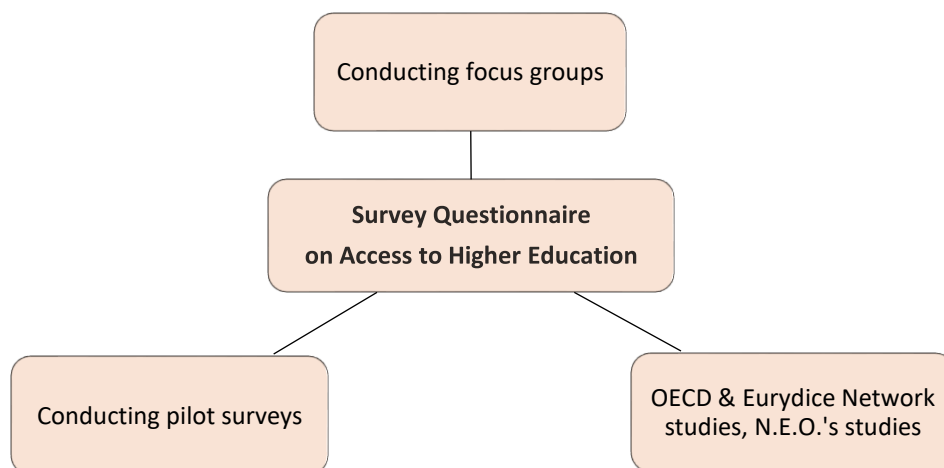 Conducting focus groups
Survey Questionnaire
on Access to Higher Education
Conducting pilot surveys
OECD & Eurydice Network
studies, N.E.O.'s studies